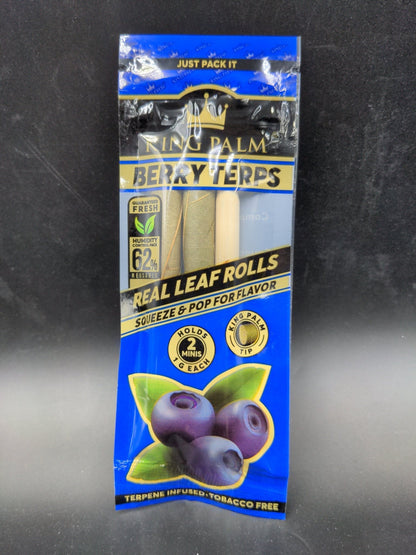 JUST PACK IT
KING PALM
BERRY TERPS
GUARANTEED
FRESH
HUMIDITY
CONTROL PACK
62%
REAL LEAF ROLLS
SQUEEZE & POP FOR FLAVOR
HOLDS
2
MINIS
1 G EACH
KING PALM
TIP
TERPENE INFUSED • TOBACCO FREE